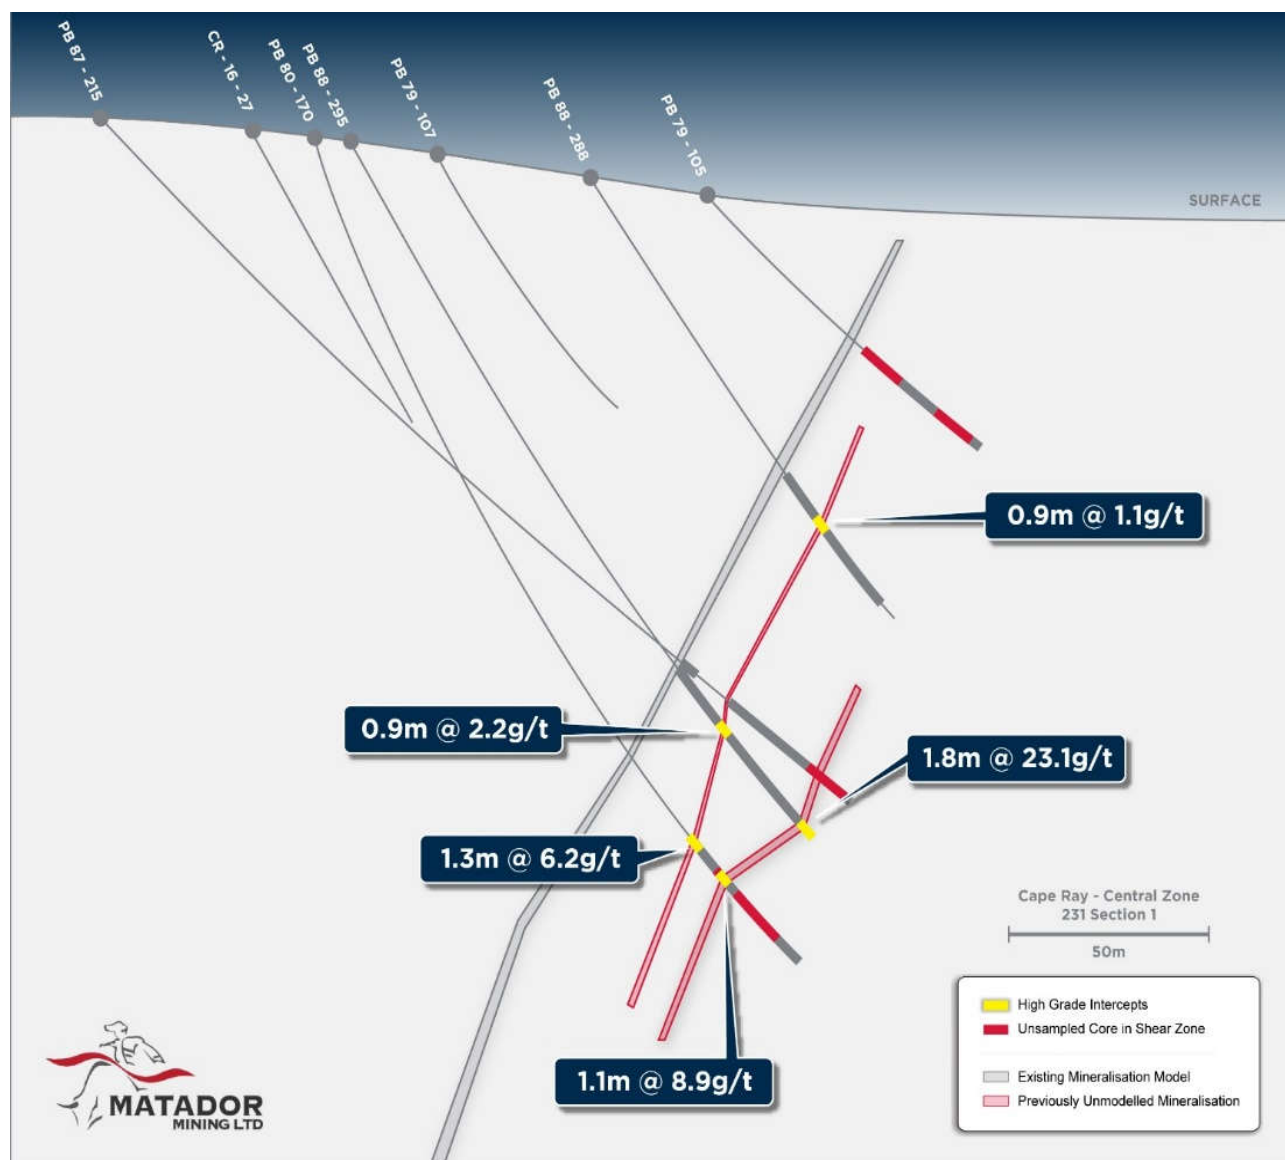 PB 87 - 215
CR - 16 - 27
PB 80 - 170
PB 88 - 295
PB 79 - 107
PB 88 - 288
PB 79 - 105
SURFACE
0.9m @ 1.1g/t
0.9m @ 2.2g/t
1.8m @ 23.1g/t
1.3m @ 6.2g/t
1.1m @ 8.9g/t
Cape Ray - Central Zone
231 Section 1
50m
High Grade Intercepts
Unsampled Core in Shear Zone
Existing Mineralisation Model
Previously Unmodelled Mineralisation
MATADOR
MINING LTD